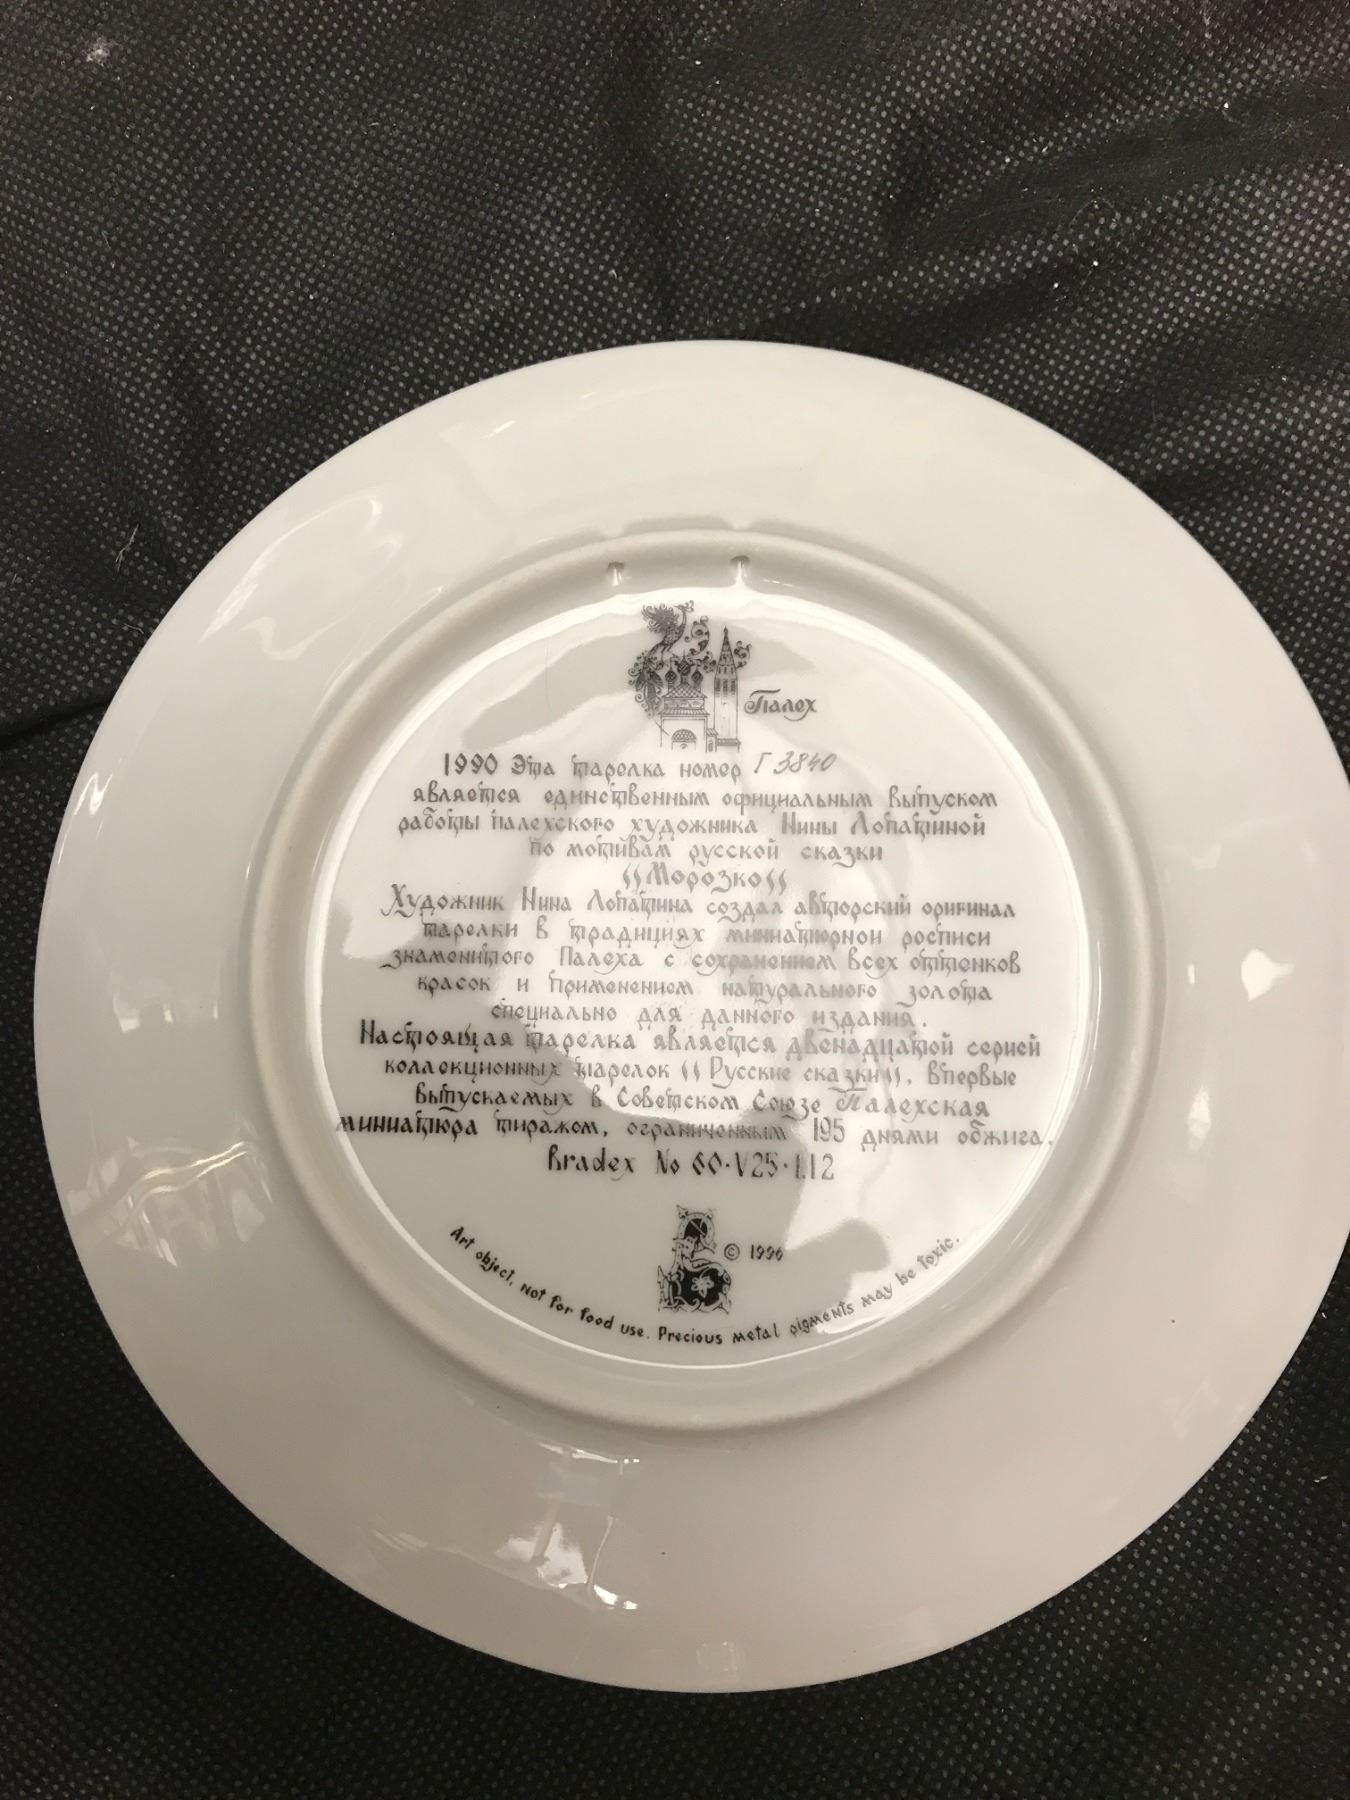 Палех
1990 Эта тарелка номер Г 3840
является единственным официальным выпуском
работы палехского художника Нины Лопатиной
по мотивам русской сказки
«Морозко»
Художник Нина Лопатина создал авторский оригинал
тарелки в традициях миниатюрной росписи
знаменитого Палеха с сохранением всех оттенков
красок и применением натурального золота
специально для данного издания.
Настоящая тарелка является двенадцатой серией
коллекционных тарелок «Русские сказки», впервые
выпускаемых в Советском Союзе Палехская
миниатюра тиражом, ограниченным 195 днями обжига.
Bradex No 60·V25·1.12
© 1990
Art object, not for food use. Precious metal pigments may be toxic.